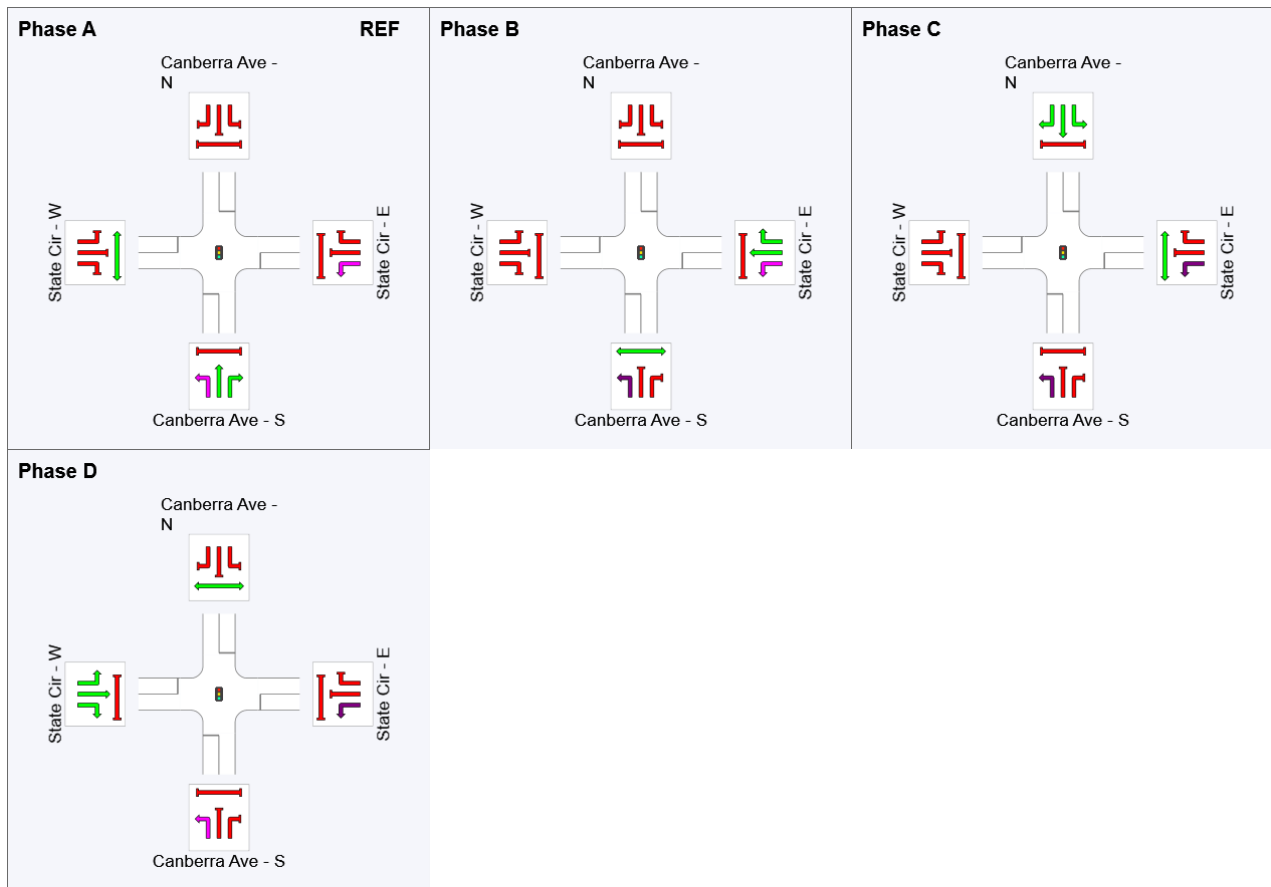 Phase A
REF
Canberra Ave -
N
State Cir - W
State Cir - E
Canberra Ave - S
Phase B
Canberra Ave -
N
State Cir - W
State Cir - E
Canberra Ave - S
Phase C
Canberra Ave -
N
State Cir - W
State Cir - E
Canberra Ave - S
Phase D
Canberra Ave -
N
State Cir - W
State Cir - E
Canberra Ave - S